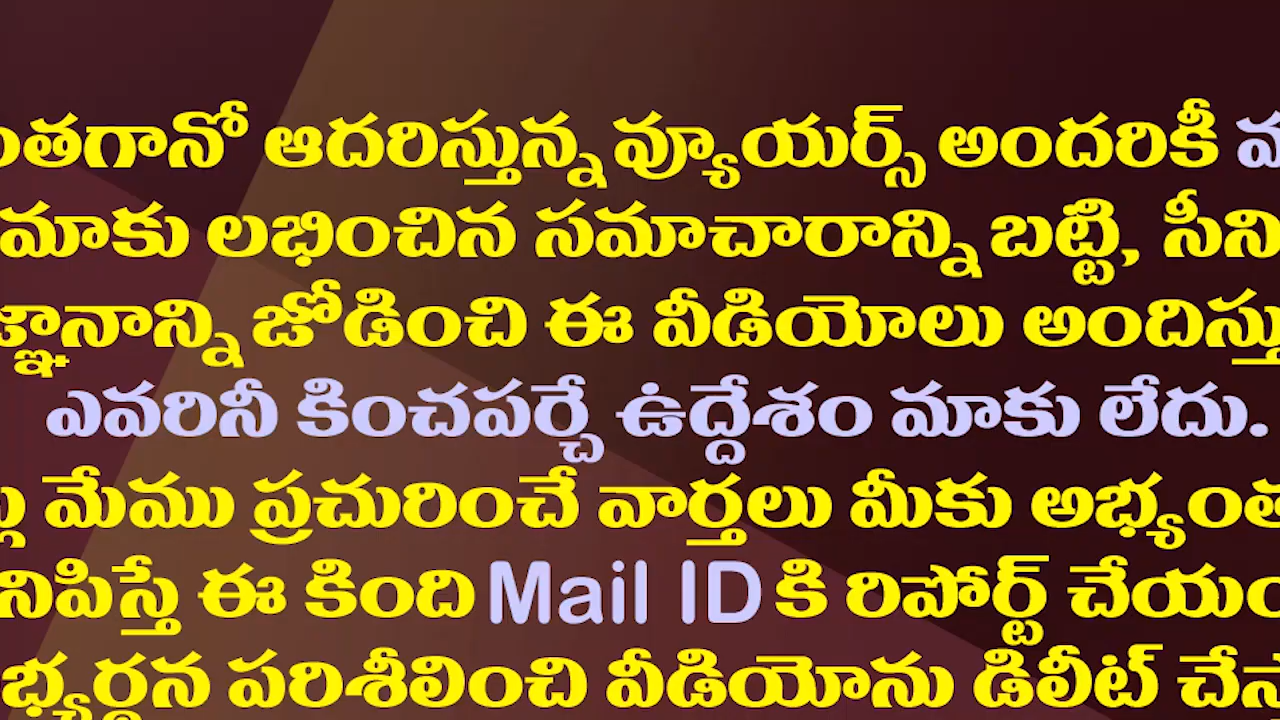 ంతగానో ఆదరిస్తున్న వ్యూయర్స్ అందరికీ
మాకు లభించిన సమాచారాన్ని బట్టి, సీని
జ్ఞానాన్ని జోడించి ఈ వీడియోలు అందిస్తు
ఎవరినీ కించపర్చే ఉద్దేశం మాకు లేదు.
మేము ప్రచురించే వార్తలు మీకు అభ్యంత
నిపిస్తే ఈ కింది Mail ID కి రిపోర్ట్ చేయం
భ్యర్థన పరిశీలించి వీడియోను డిలీట్ చేస